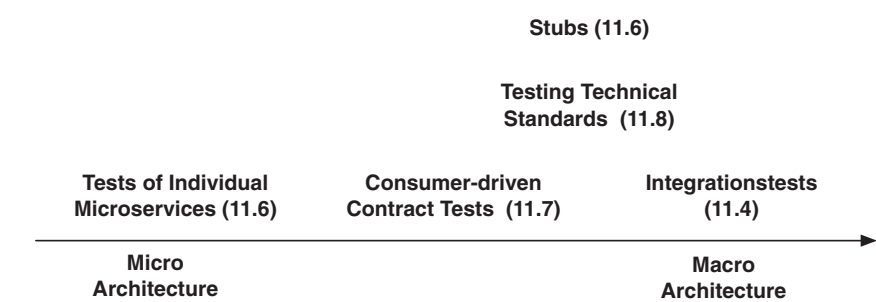 Stubs (11.6)
Testing Technical
Standards (11.8)
Tests of Individual
Microservices (11.6)
Consumer-driven
Contract Tests (11.7)
Integrationstests
(11.4)
Micro
Architecture
Macro
Architecture